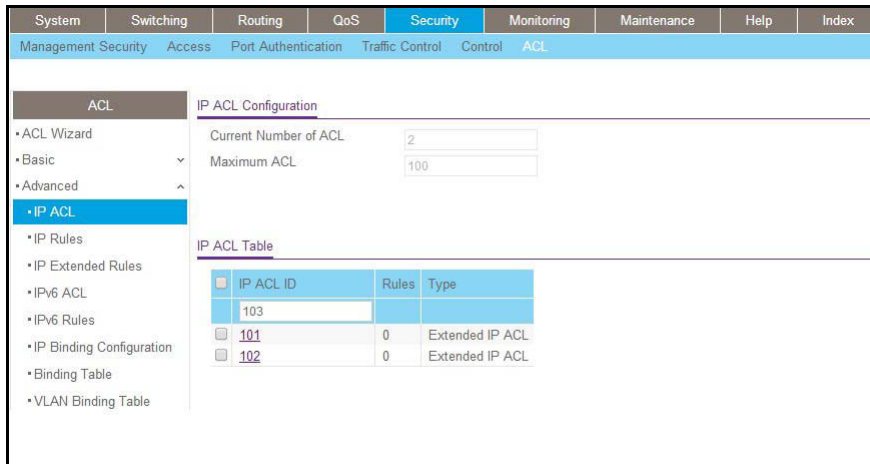 System Switching Routing QoS Security Monitoring Maintenance Help Index
Management Security Access Port Authentication Traffic Control Control ACL
ACL
ACL Wizard
Basic
Advanced
IP ACL
IP Rules
IP Extended Rules
IPv6 ACL
IPv6 Rules
IP Binding Configuration
Binding Table
VLAN Binding Table
IP ACL Configuration
Current Number of ACL 2
Maximum ACL 100
IP ACL Table
IP ACL ID Rules Type
103
101 0 Extended IP ACL
102 0 Extended IP ACL